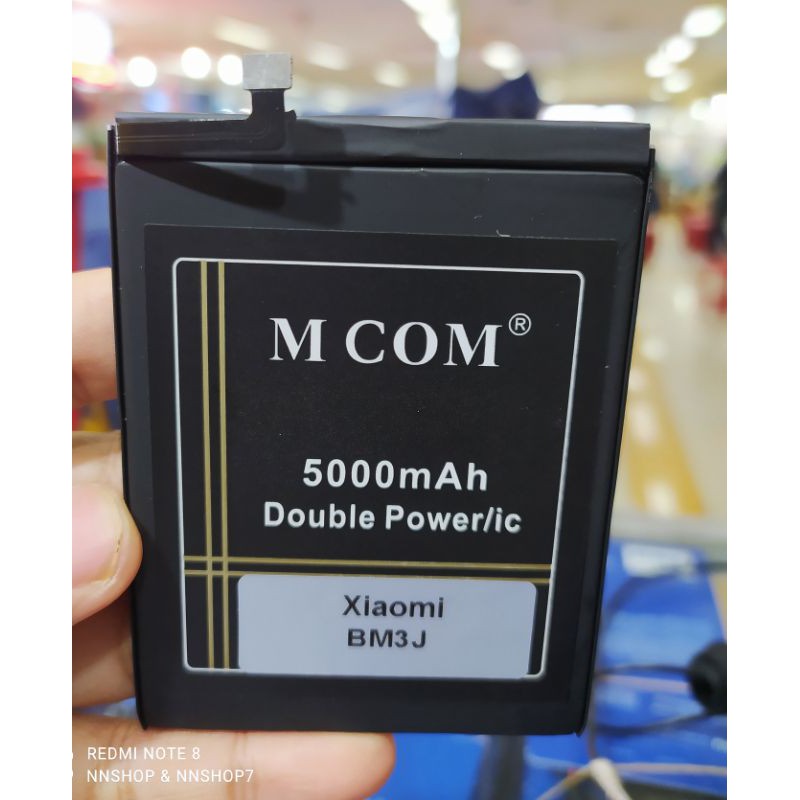 M COM®
5000mAh
Double Power/ic
Xiaomi
BM3J
REDMI NOTE 8
NNSHOP & NNSHOP7